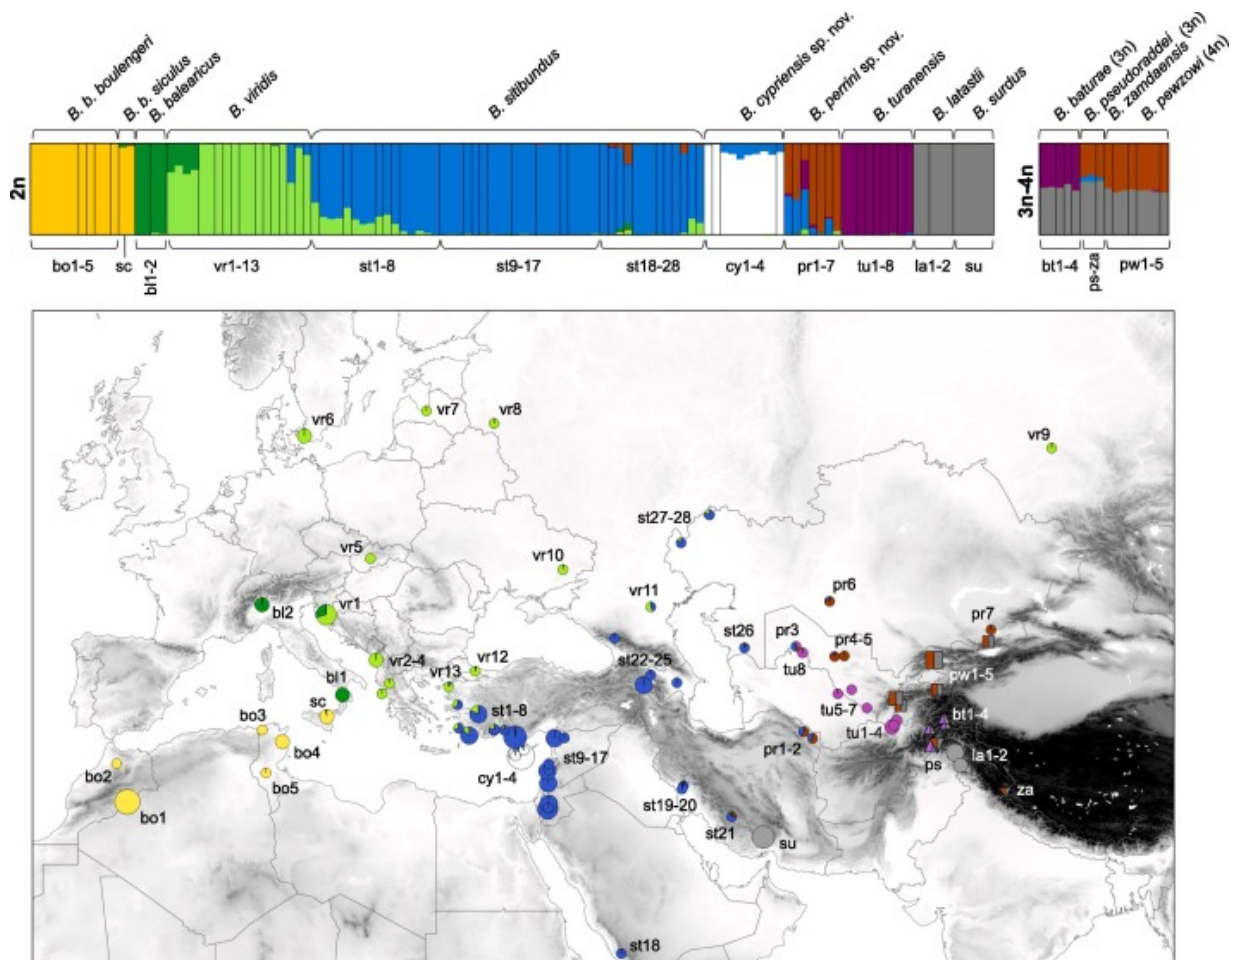 B. b. boulengeri
B. b. siculus
B. balearicus
B. viridis
B. sitibundus
B. cypriensis sp. nov.
B. perrini sp. nov.
B. turanensis
B. latastii
B. surdus
B. baturae (3n)
B. pseudoraddei (3n)
B. zamdaensis
B. pewzowi (4n)
2n
3n-4n
bo1-5
sc
bl1-2
vr1-13
st1-8
st9-17
st18-28
cy1-4
pr1-7
tu1-8
la1-2
su
bt1-4
ps-za
pw1-5
vr6
vr7
vr8
vr9
st27-28
vr5
vr10
vr11
pr6
bl2
vr1
pr7
st26
pr3
pr4-5
vr2-4
vr12
vr13
st22-25
tu8
pw1-5
bl1
sc
st1-8
tu5-7
bo3
bo4
tu1-4
bt1-4
bo2
bo5
cy1-4
st9-17
pr1-2
ps
la1-2
bo1
st19-20
za
st21
su
st18